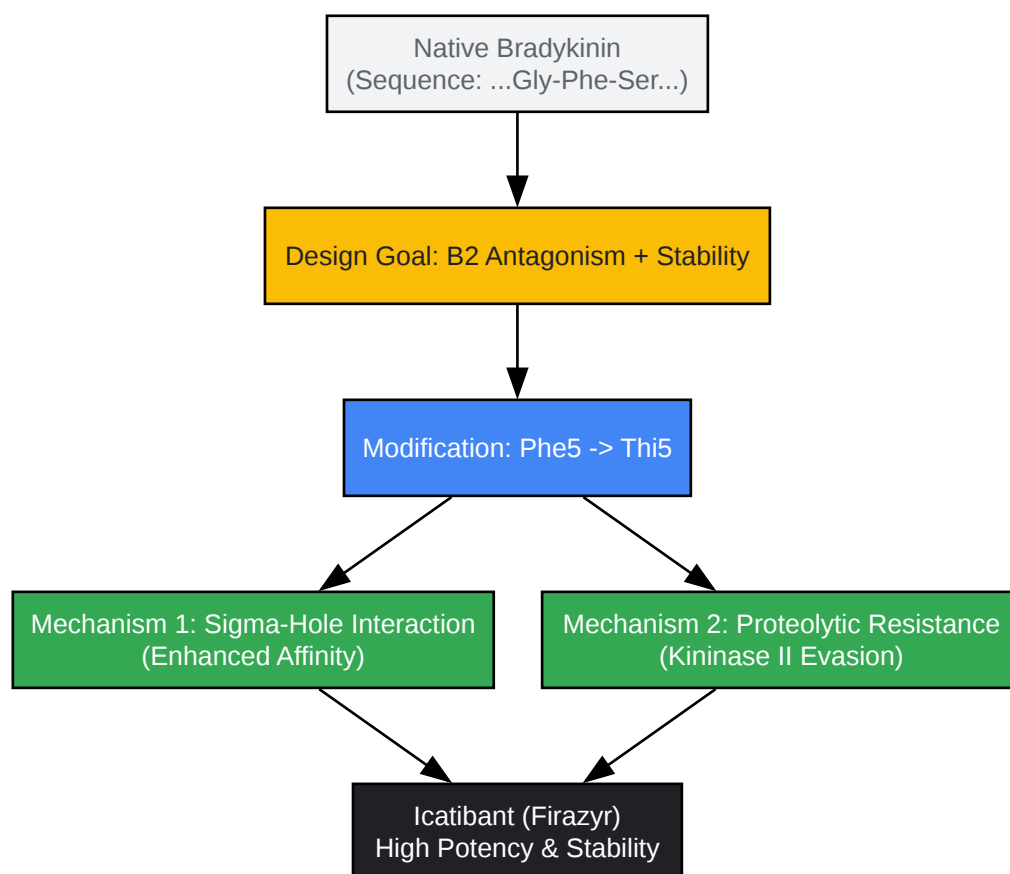 Native Bradykinin
(Sequence: ...Gly-Phe-Ser...)
Design Goal: B2 Antagonism + Stability
Modification: Phe5 -> Thi5
Mechanism 1: Sigma-Hole Interaction
(Enhanced Affinity)
Mechanism 2: Proteolytic Resistance
(Kininase II Evasion)
Icatibant (Firazyr)
High Potency & Stability